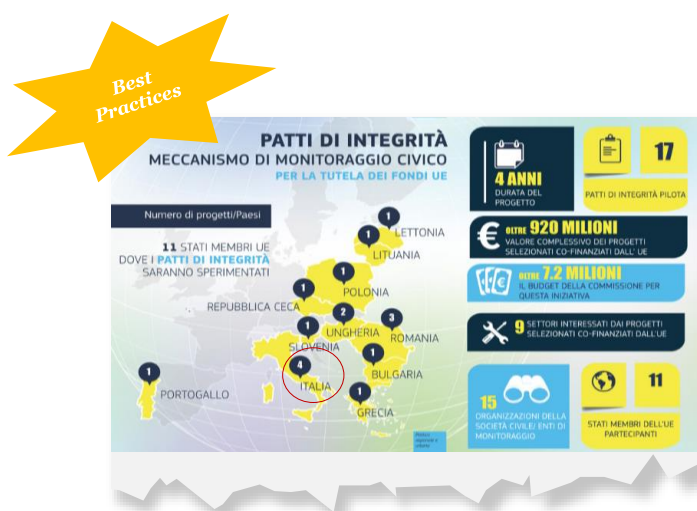 Best
Practices
PATTI DI INTEGRITÀ
MECCANISMO DI MONITORAGGIO CIVICO
PER LA TUTELA DEI FONDI UE
Numero di progetti/Paesi
11 STATI MEMBRI UE
DOVE I PATTI DI INTEGRITÀ
SARANNO SPERIMENTATI
1
LETTONIA
1
LITUANIA
1
POLONIA
1
REPUBBLICA CECA
2
UNGHERIA
3
ROMANIA
1
SLOVENIA
4
ITALIA
1
BULGARIA
1
GRECIA
1
PORTOGALLO
4 ANNI
DURATA DEL
PROGETTO
17
PATTI DI INTEGRITÀ PILOTA
OLTRE 920 MILIONI
VALORE COMPLESSIVO DEI PROGETTI
SELEZIONATI CO-FINANZIATI DALL' UE
OLTRE 7.2 MILIONI
IL BUDGET DELLA COMMISSIONE PER
QUESTA INIZIATIVA
9 SETTORI INTERESSATI DAI PROGETTI
SELEZIONATI CO-FINANZIATI DALL'UE
15
ORGANIZZAZIONI DELLA
SOCIETÀ CIVILE/ ENTI DI
MONITORAGGIO
11
STATI MEMBRI DELL'UE
PARTECIPANTI